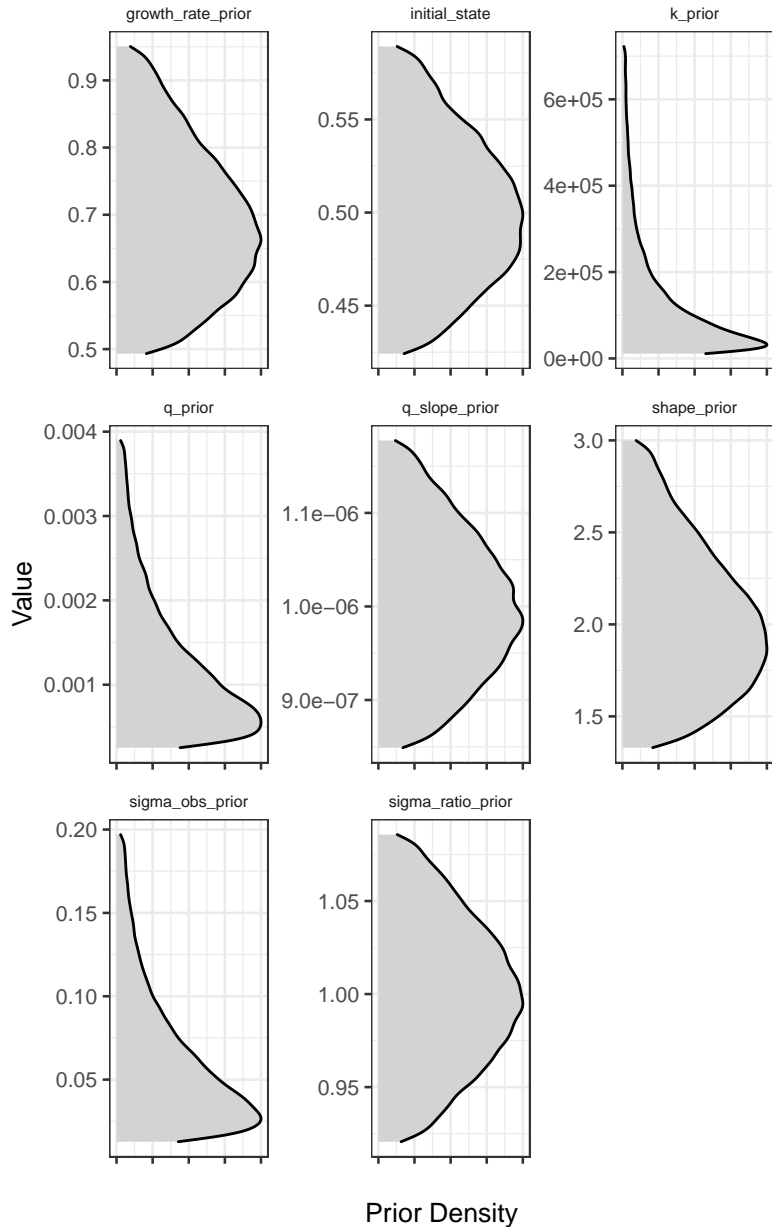 growth_rate_prior initial_state k_prior
0.9
0.8
0.7
0.6
0.5
0.55
0.50
0.45
6e+05
4e+05
2e+05
0e+00
q_prior q_slope_prior shape_prior
0.004
0.003
0.002
0.001
1.1e-06
1.0e-06
9.0e-07
3.0
2.5
2.0
1.5
sigma_obs_prior sigma_ratio_prior
0.20
0.15
0.10
0.05
1.05
1.00
0.95
Value
Prior Density